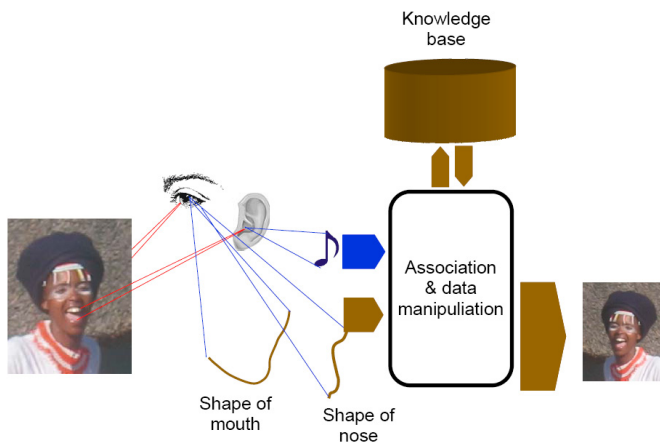 Knowledge
base
Association
& data
manipuliation
Shape of
mouth
Shape of
nose